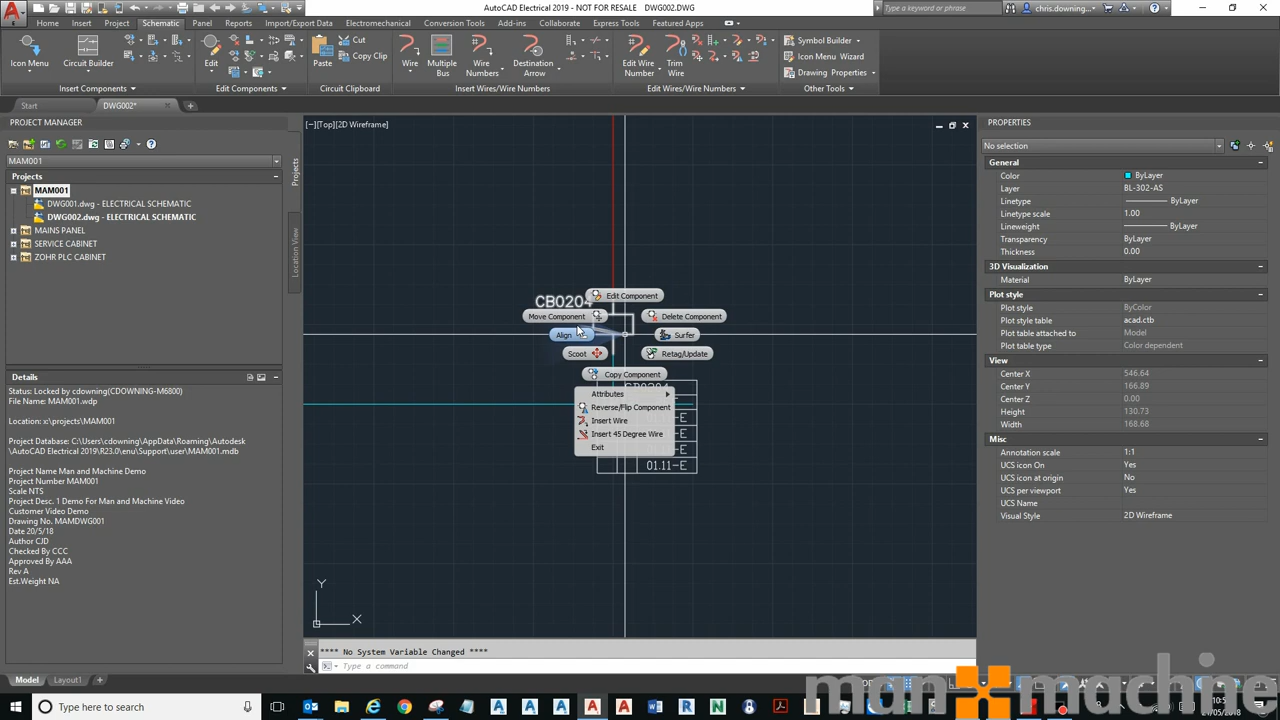 AutoCAD Electrical 2019 - NOT FOR RESALE DWG002.DWG
Type a keyword or phrase
chris.downing...
Home Insert Project Schematic Panel Reports Import/Export Data Electromechanical Conversion Tools Add-ins Collaborate Express Tools Featured Apps
Icon Menu
Circuit Builder
Edit
Paste
Cut
Copy Clip
Wire
Multiple Bus
Wire Numbers
Destination Arrow
Edit Wire Number
Trim Wire
Symbol Builder
Icon Menu Wizard
Drawing Properties
Insert Components
Edit Components
Circuit Clipboard
Insert Wires/Wire Numbers
Edit Wires/Wire Numbers
Other Tools
Start
DWG002*
PROJECT MANAGER
MAM001
Projects
MAM001
DWG001.dwg - ELECTRICAL SCHEMATIC
DWG002.dwg - ELECTRICAL SCHEMATIC
MAINS PANEL
SERVICE CABINET
ZOHR PLC CABINET
Projects
Location View
Details
Status: Locked by cdowning(CDOWNING-M6800)
File Name: MAM001.wdp
Location: x:\projects\MAM001
Project Database: C:\Users\cdowning\AppData\Roaming\Autodesk
\AutoCAD Electrical 2019\R23.0\enu\Support\user\MAM001.mdb
Project Name Man and Machine Demo
Project Number MAM001
Scale NTS
Project Desc. 1 Demo For Man and Machine Video
Customer Video Demo
Drawing No. MAMDWG001
Date 20/5/18
Author CJD
Checked By CCC
Approved By AAA
Rev A
Est.Weight NA
[−][Top][2D Wireframe]
CB0204
Edit Component
Move Component
Delete Component
Align
Surfer
Scoot
Retag/Update
Copy Component
CB0204
Attributes
Reverse/Flip Component
Insert Wire
Insert 45 Degree Wire
Exit
-E
-E
-E
01.11-E
Y
X
**** No System Variable Changed ****
Type a command
Model
Layout1
PROPERTIES
No selection
General
Color ByLayer
Layer BL-302-AS
Linetype ByLayer
Linetype scale 1.00
Lineweight ByLayer
Transparency ByLayer
Thickness 0.00
3D Visualization
Material ByLayer
Plot style
Plot style ByColor
Plot style table acad.ctb
Plot table attached to Model
Plot table type Color dependent
View
Center X 546.64
Center Y 166.89
Center Z 0.00
Height 130.73
Width 168.68
Misc
Annotation scale 1:1
UCS icon On Yes
UCS icon at origin No
UCS per viewport Yes
UCS Name
Visual Style 2D Wireframe
Type here to search
man machine